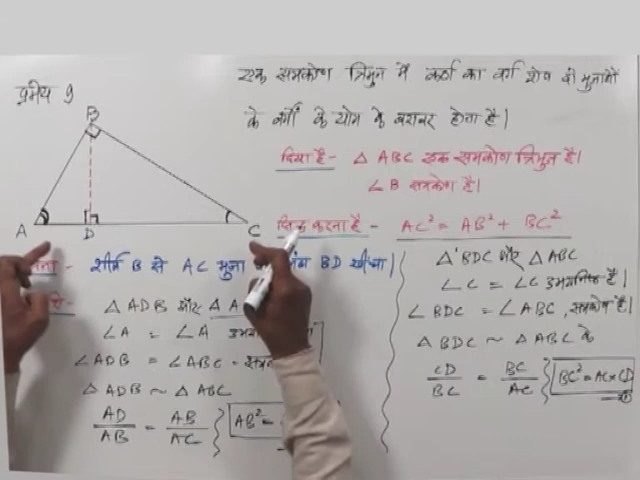 प्रमेय 9
एक समकोण त्रिभुज में कर्ण का वर्ग शेष दो भुजाओं
के वर्गों के योग के बराबर होता है।
B
A
D
C
दिया है - △ ABC एक समकोण त्रिभुज है।
∠B समकोण है।
सिद्ध करना है - AC² = AB² + BC²
शीर्ष B से AC भुजा BD खींचा।
△ ADB और △ A
∠A = ∠A
∠ADB = ∠ABC =
△ ADB ~ △ ABC
AD/AB = AB/AC } AB² =
△ BDC और △ ABC
∠C = ∠C उभयनिष्ठ है।
∠BDC = ∠ABC, समकोण है।
△ BDC ~ △ ABC के
CD/BC = BC/AC } BC² = AC×CD